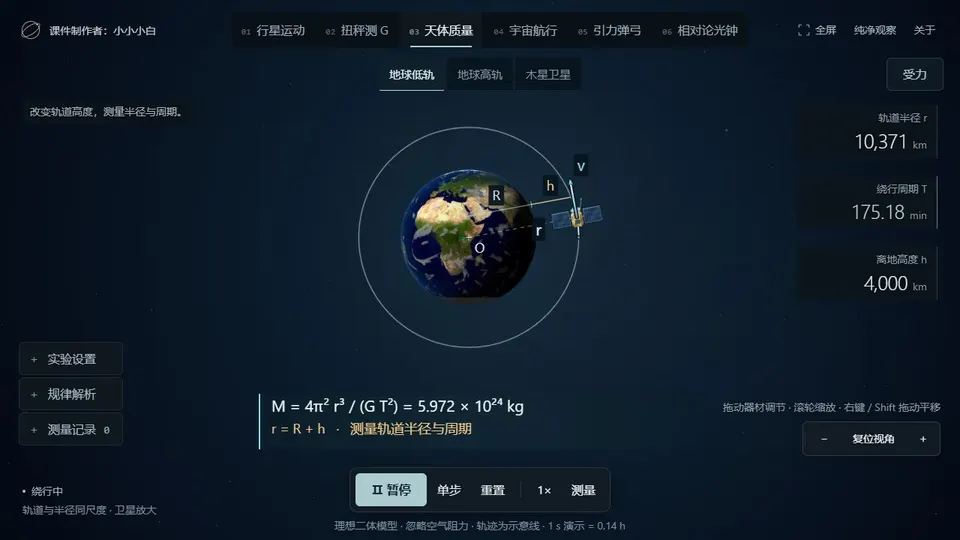 课件制作者：小小小白
01 行星运动
02 扭秤测 G
03 天体质量
04 宇宙航行
05 引力弹弓
06 相对论光钟
全屏
纯净观察
关于
地球低轨
地球高轨
木星卫星
受力
改变轨道高度，测量半径与周期。
轨道半径 r
10,371 km
绕行周期 T
175.18 min
离地高度 h
4,000 km
v
h
R
r
O
+ 实验设置
+ 规律解析
+ 测量记录 0
M = 4π² r³ / (G T²) = 5.972 × 10²⁴ kg
r = R + h · 测量轨道半径与周期
拖动器材调节 · 滚轮缩放 · 右键 / Shift 拖动平移
− 复位视角 +
暂停
单步
重置
1×
测量
• 绕行中
轨道与半径同尺度 · 卫星放大
理想二体模型 · 忽略空气阻力 · 轨迹为示意线 · 1 s 演示 = 0.14 h